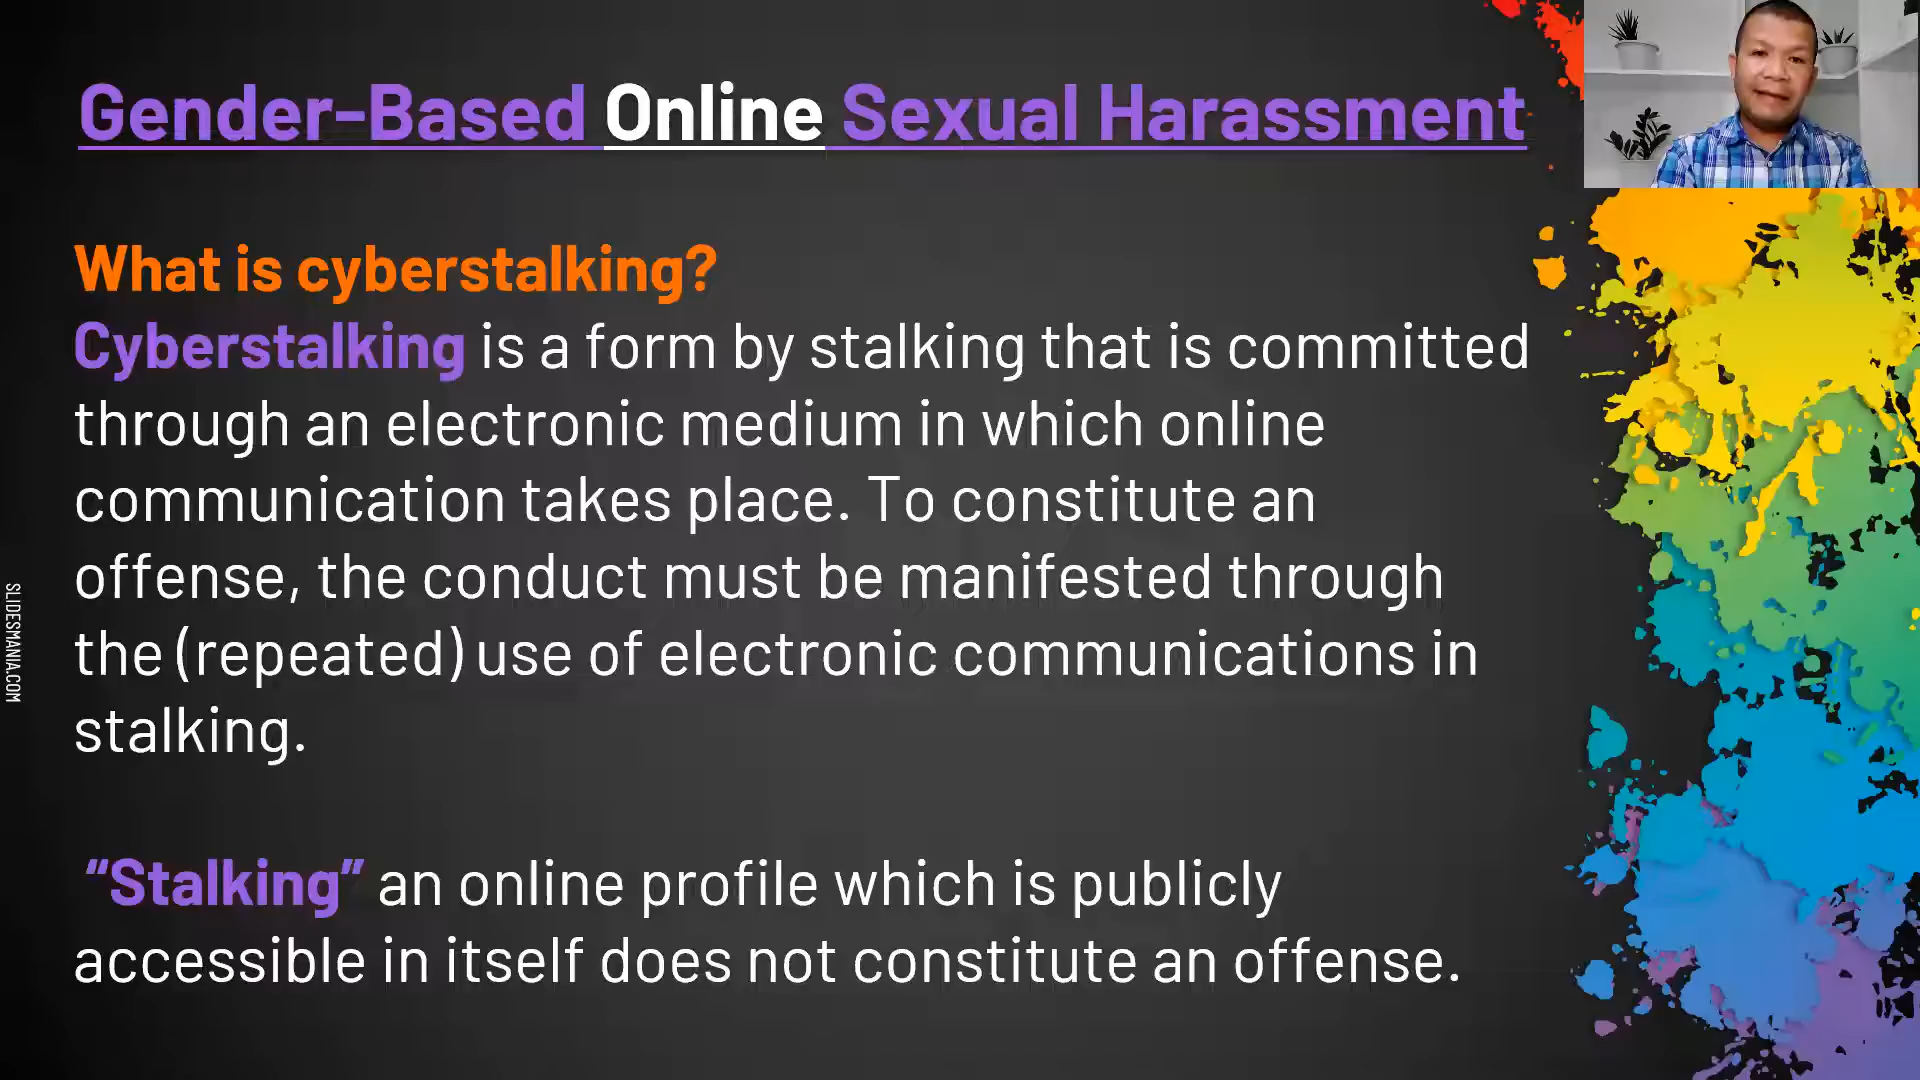 Gender-Based Online Sexual Harassment
What is cyberstalking?
Cyberstalking is a form by stalking that is committed
through an electronic medium in which online
communication takes place. To constitute an
offense, the conduct must be manifested through
the (repeated) use of electronic communications in
stalking.
“Stalking” an online profile which is publicly
accessible in itself does not constitute an offense.
SLIDESMANIA.COM